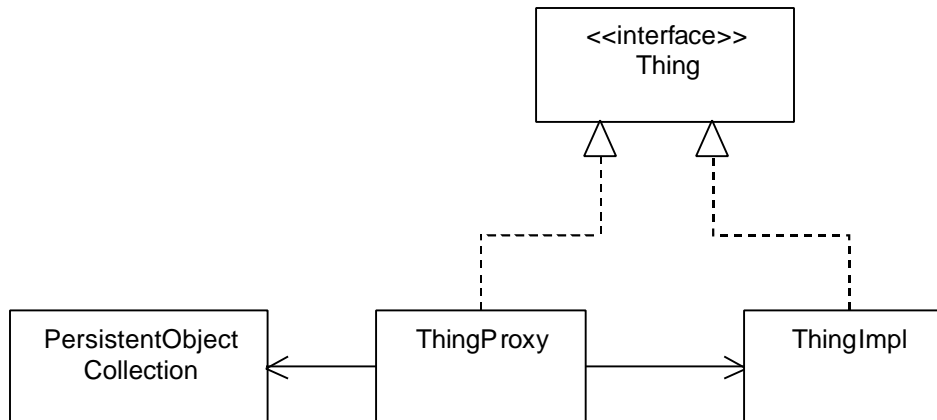 <<interface>>
Thing
PersistentObject
Collection
ThingProxy
ThingImpl